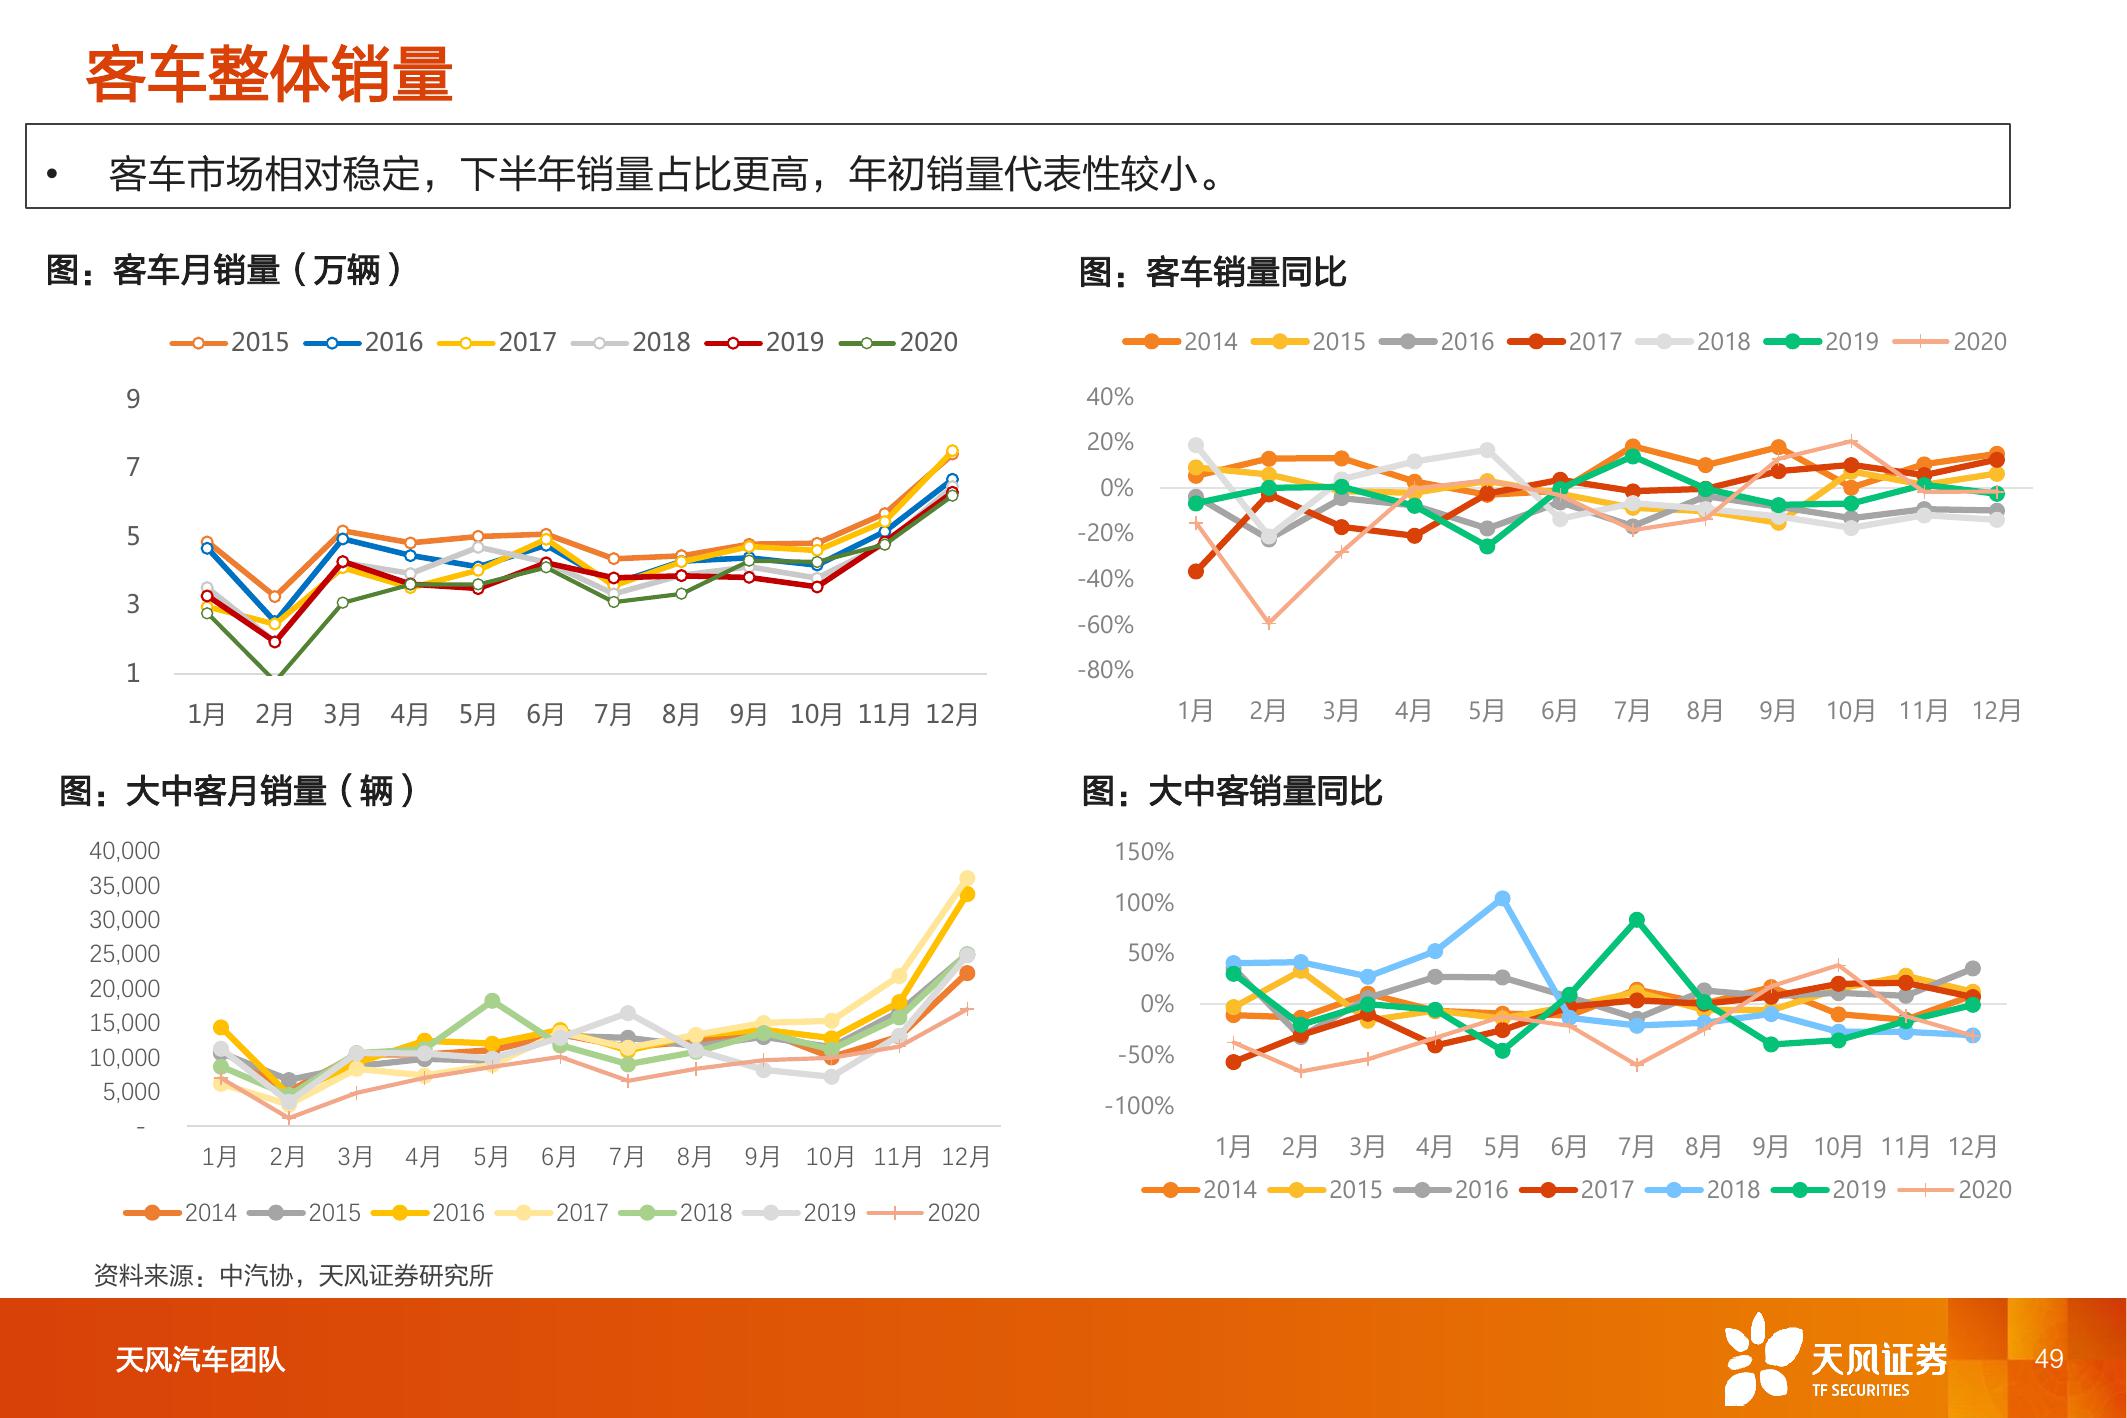 客车整体销量
• 客车市场相对稳定，下半年销量占比更高，年初销量代表性较小。
图：客车月销量（万辆）
2015 2016 2017 2018 2019 2020
9
7
5
3
1
1月 2月 3月 4月 5月 6月 7月 8月 9月 10月 11月 12月
图：客车销量同比
2014 2015 2016 2017 2018 2019 2020
40%
20%
0%
-20%
-40%
-60%
-80%
1月 2月 3月 4月 5月 6月 7月 8月 9月 10月 11月 12月
图：大中客月销量（辆）
40,000
35,000
30,000
25,000
20,000
15,000
10,000
5,000
-
1月 2月 3月 4月 5月 6月 7月 8月 9月 10月 11月 12月
2014 2015 2016 2017 2018 2019 2020
图：大中客销量同比
150%
100%
50%
0%
-50%
-100%
1月 2月 3月 4月 5月 6月 7月 8月 9月 10月 11月 12月
2014 2015 2016 2017 2018 2019 2020
资料来源：中汽协，天风证券研究所
天风汽车团队
天风证券
TF SECURITIES
49